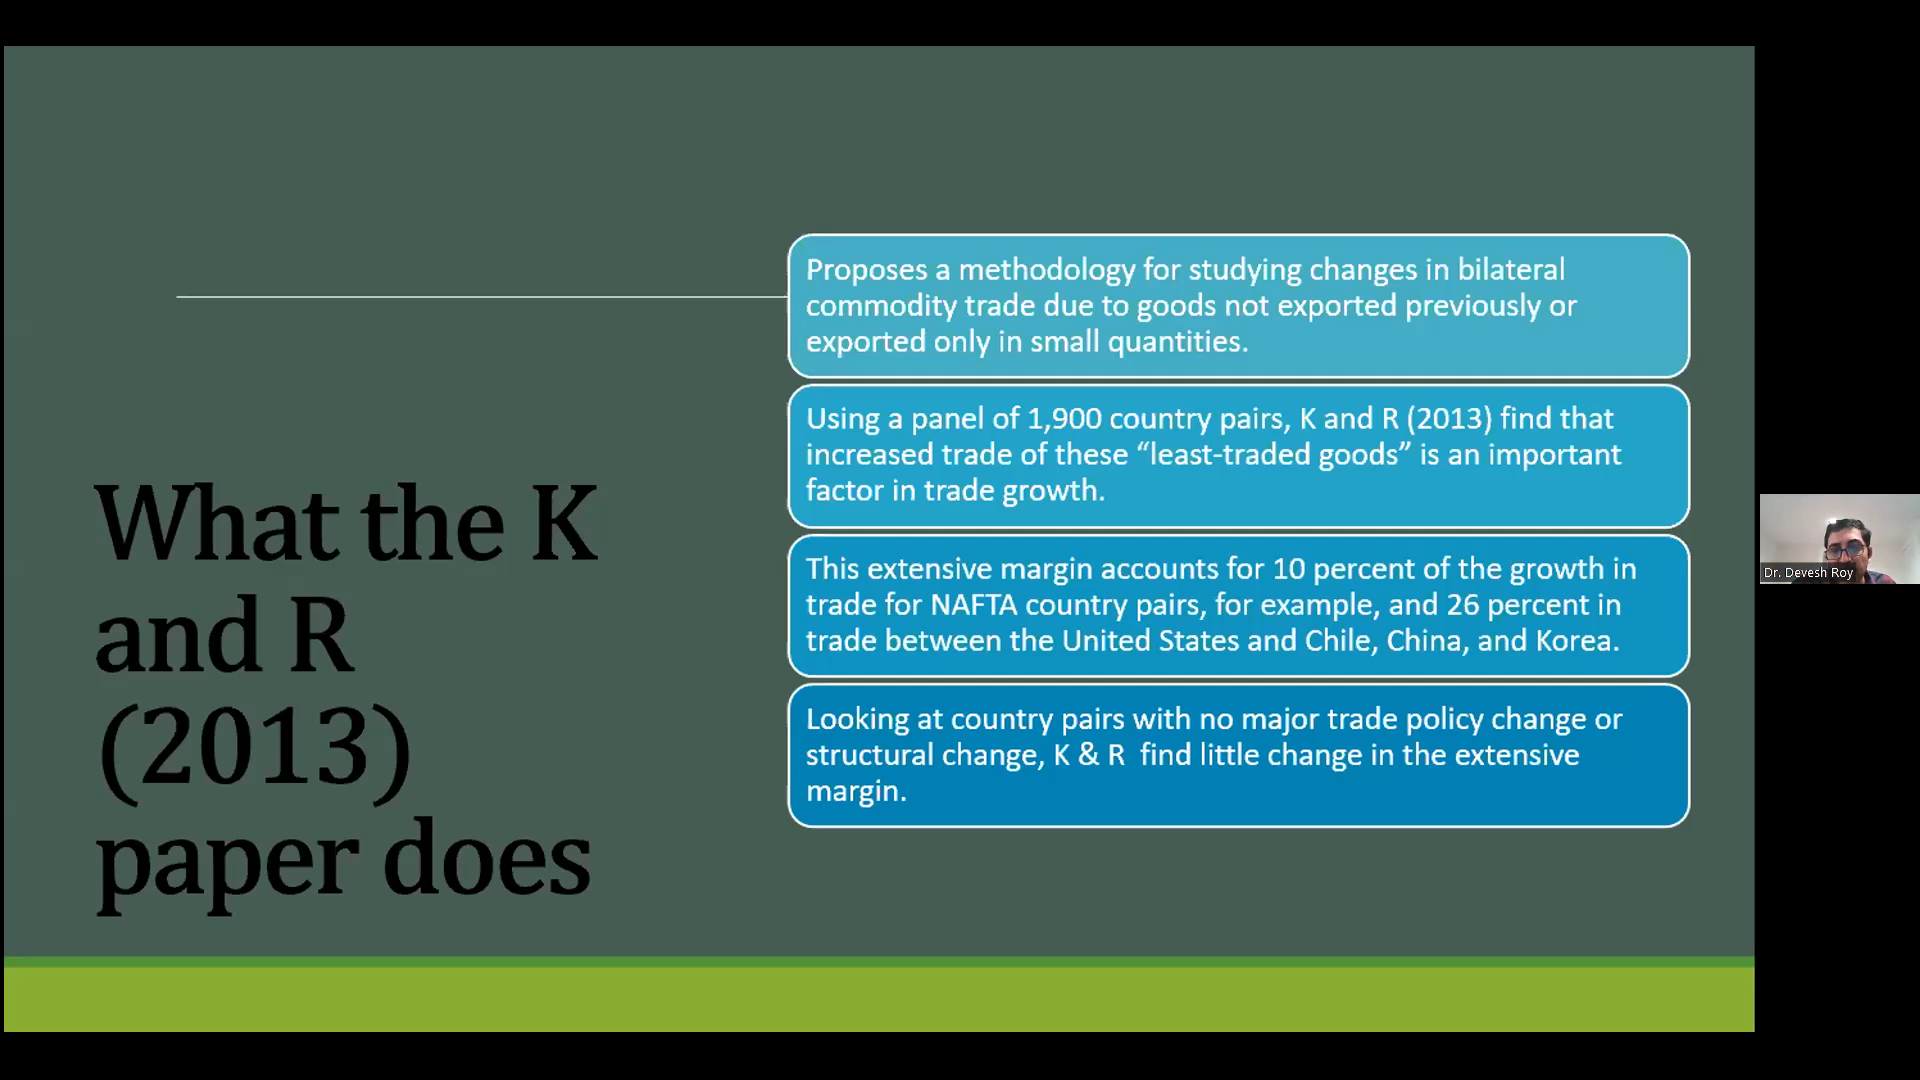 What the K
and R
(2013)
paper does
Proposes a methodology for studying changes in bilateral
commodity trade due to goods not exported previously or
exported only in small quantities.
Using a panel of 1,900 country pairs, K and R (2013) find that
increased trade of these “least-traded goods” is an important
factor in trade growth.
This extensive margin accounts for 10 percent of the growth in
trade for NAFTA country pairs, for example, and 26 percent in
trade between the United States and Chile, China, and Korea.
Looking at country pairs with no major trade policy change or
structural change, K & R  find little change in the extensive
margin.
Dr. Devesh Roy